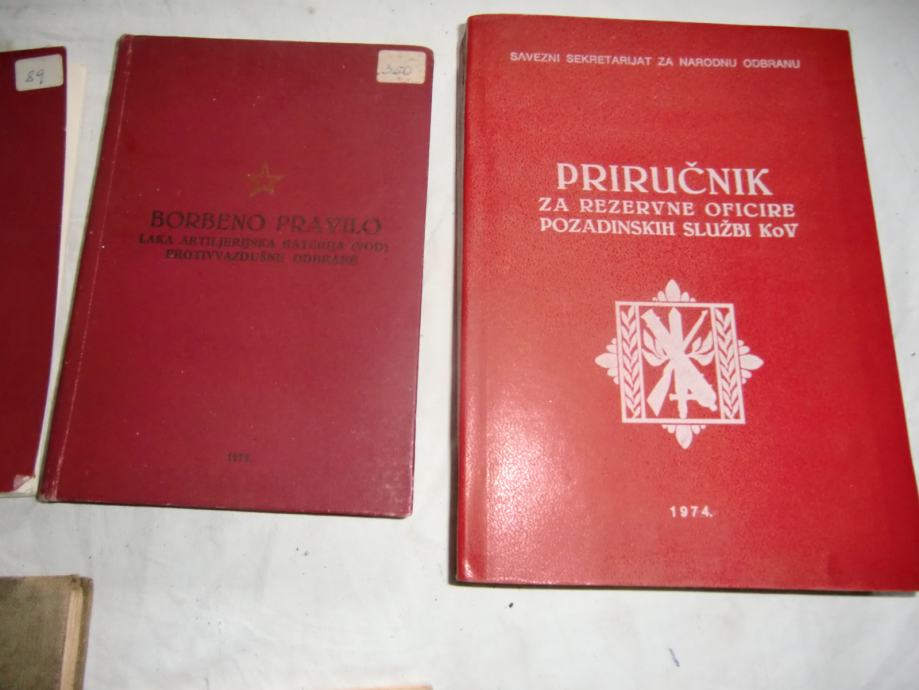 89
350
BORBENO PRAVILO
LAKA ARTILJERIJSKA BATERIJA (VOD)
PROTIVVAZDUŠNE ODBRANE
SAVEZNI SEKRETARIJAT ZA NARODNU ODBRANU
PRIRUČNIK
ZA REZERVNE OFICIRE
POZADINSKIH SLUŽBI KoV
1974.